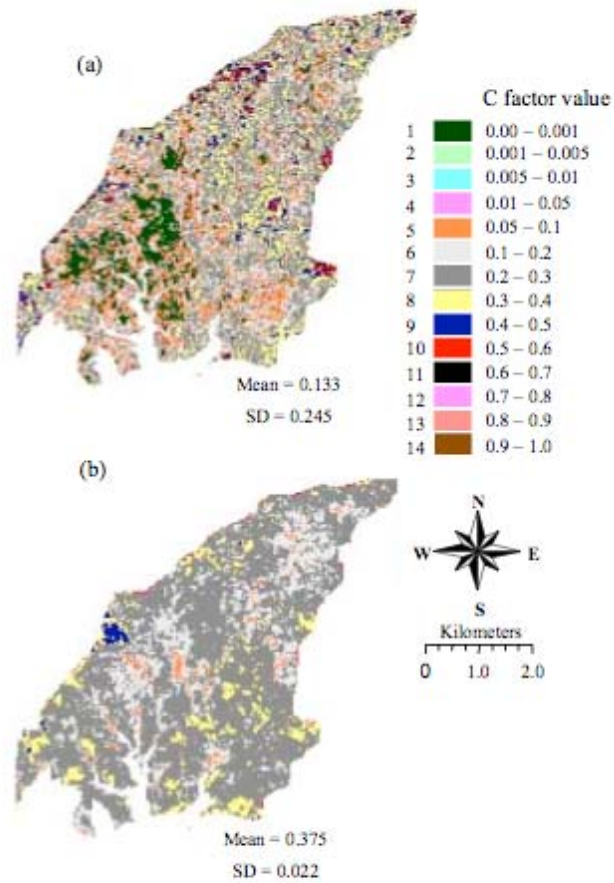 (a)
C factor value
1 0.00 – 0.001
2 0.001 – 0.005
3 0.005 – 0.01
4 0.01 – 0.05
5 0.05 – 0.1
6 0.1 – 0.2
7 0.2 – 0.3
8 0.3 – 0.4
9 0.4 – 0.5
10 0.5 – 0.6
11 0.6 – 0.7
12 0.7 – 0.8
13 0.8 – 0.9
14 0.9 – 1.0
Mean = 0.133
SD = 0.245
(b)
N
W E
S
Kilometers
0 1.0 2.0
Mean = 0.375
SD = 0.022